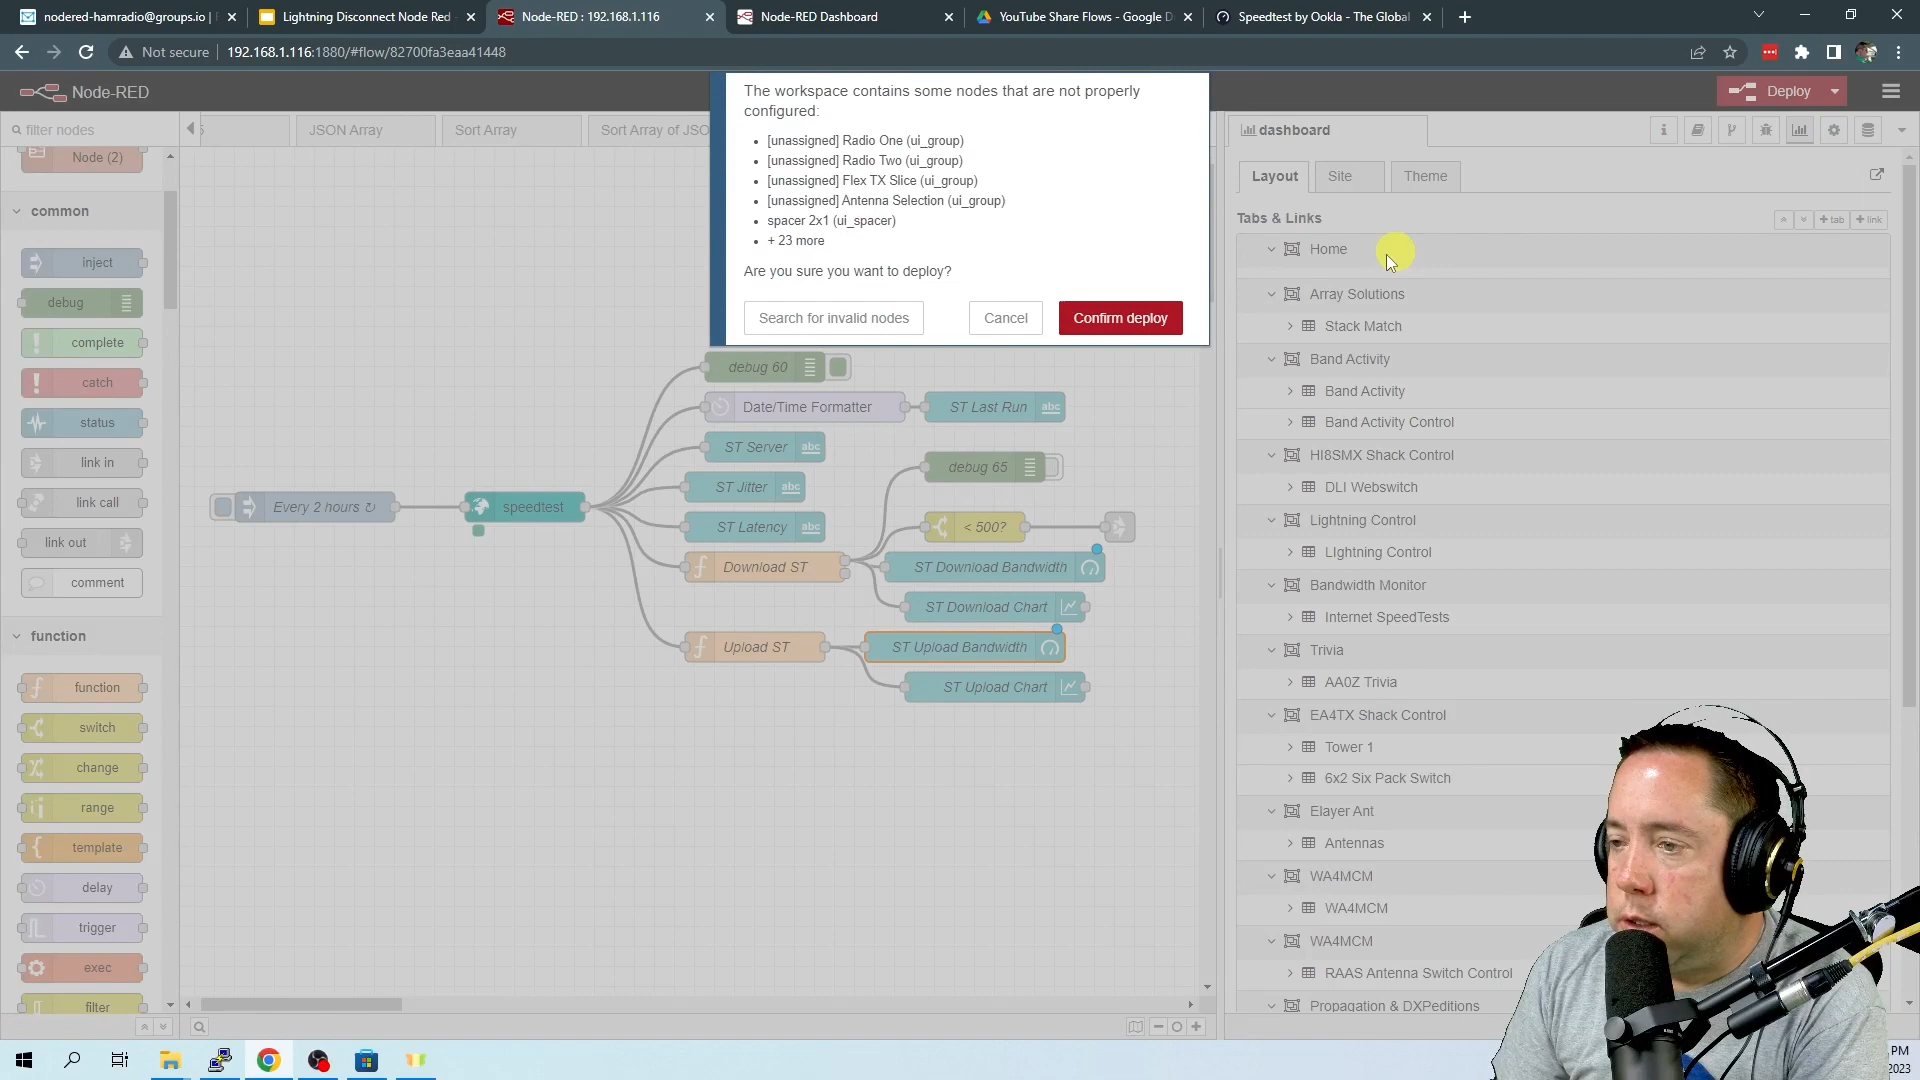 nodered-hamradio@groups.io |
Lightning Disconnect Node Red
Node-RED : 192.168.1.116
Node-RED Dashboard
YouTube Share Flows - Google D
Speedtest by Ookla - The Global
Not secure
192.168.1.116:1880/#flow/82700fa3eaa41448
Node-RED
Deploy
The workspace contains some nodes that are not properly
configured:
[unassigned] Radio One (ui_group)
[unassigned] Radio Two (ui_group)
[unassigned] Flex TX Slice (ui_group)
[unassigned] Antenna Selection (ui_group)
spacer 2x1 (ui_spacer)
+ 23 more
Are you sure you want to deploy?
Search for invalid nodes
Cancel
Confirm deploy
filter nodes
JSON Array
Sort Array
Sort Array of JSO
Node (2)
common
inject
debug
complete
catch
status
link in
link call
link out
comment
function
function
switch
change
range
template
delay
trigger
exec
filter
Every 2 hours ↻
speedtest
debug 60
Date/Time Formatter
ST Last Run
abc
ST Server
abc
debug 65
ST Jitter
abc
ST Latency
abc
< 500?
Download ST
ST Download Bandwidth
ST Download Chart
Upload ST
ST Upload Bandwidth
ST Upload Chart
dashboard
Layout
Site
Theme
Tabs & Links
+ tab
+ link
Home
Array Solutions
Stack Match
Band Activity
Band Activity
Band Activity Control
HI8SMX Shack Control
DLI Webswitch
Lightning Control
LIghtning Control
Bandwidth Monitor
Internet SpeedTests
Trivia
AA0Z Trivia
EA4TX Shack Control
Tower 1
6x2 Six Pack Switch
Elayer Ant
Antennas
WA4MCM
WA4MCM
WA4MCM
RAAS Antenna Switch Control
Propagation & DXPeditions
PM
2023